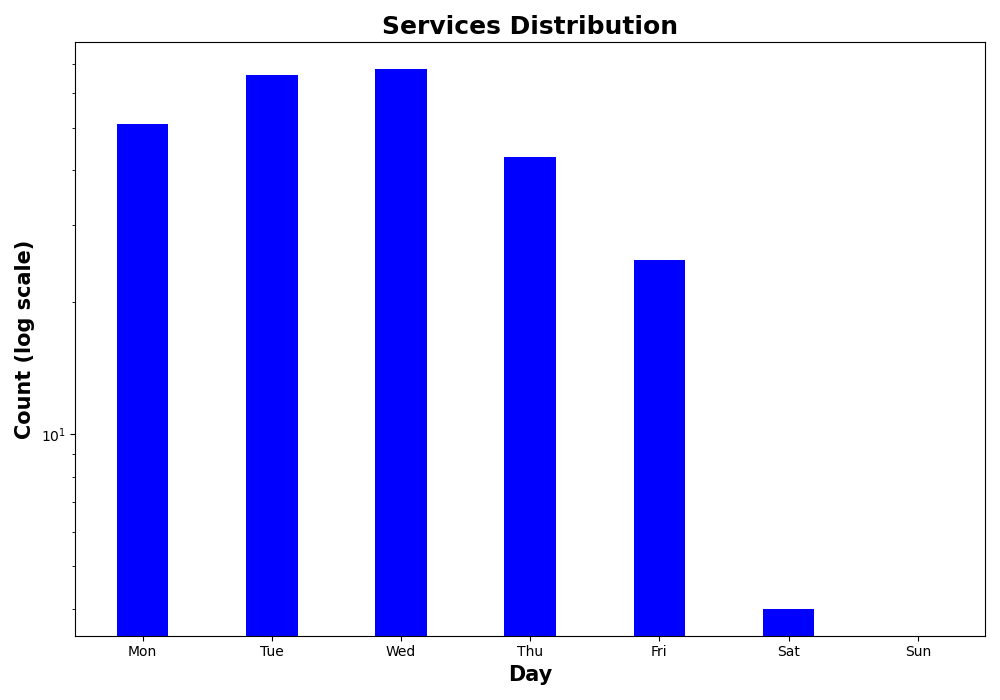 Services Distribution
Count (log scale)
10¹
Mon Tue Wed Thu Fri Sat Sun
Day